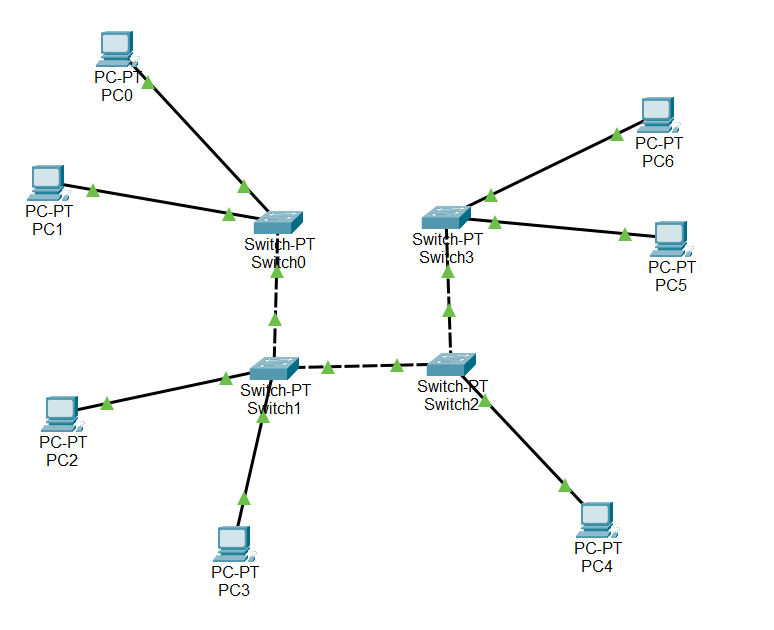 PC-PT
PC0
PC-PT
PC1
Switch-PT
Switch0
Switch-PT
Switch3
PC-PT
PC6
PC-PT
PC5
Switch-PT
Switch1
Switch-PT
Switch2
PC-PT
PC2
PC-PT
PC3
PC-PT
PC4